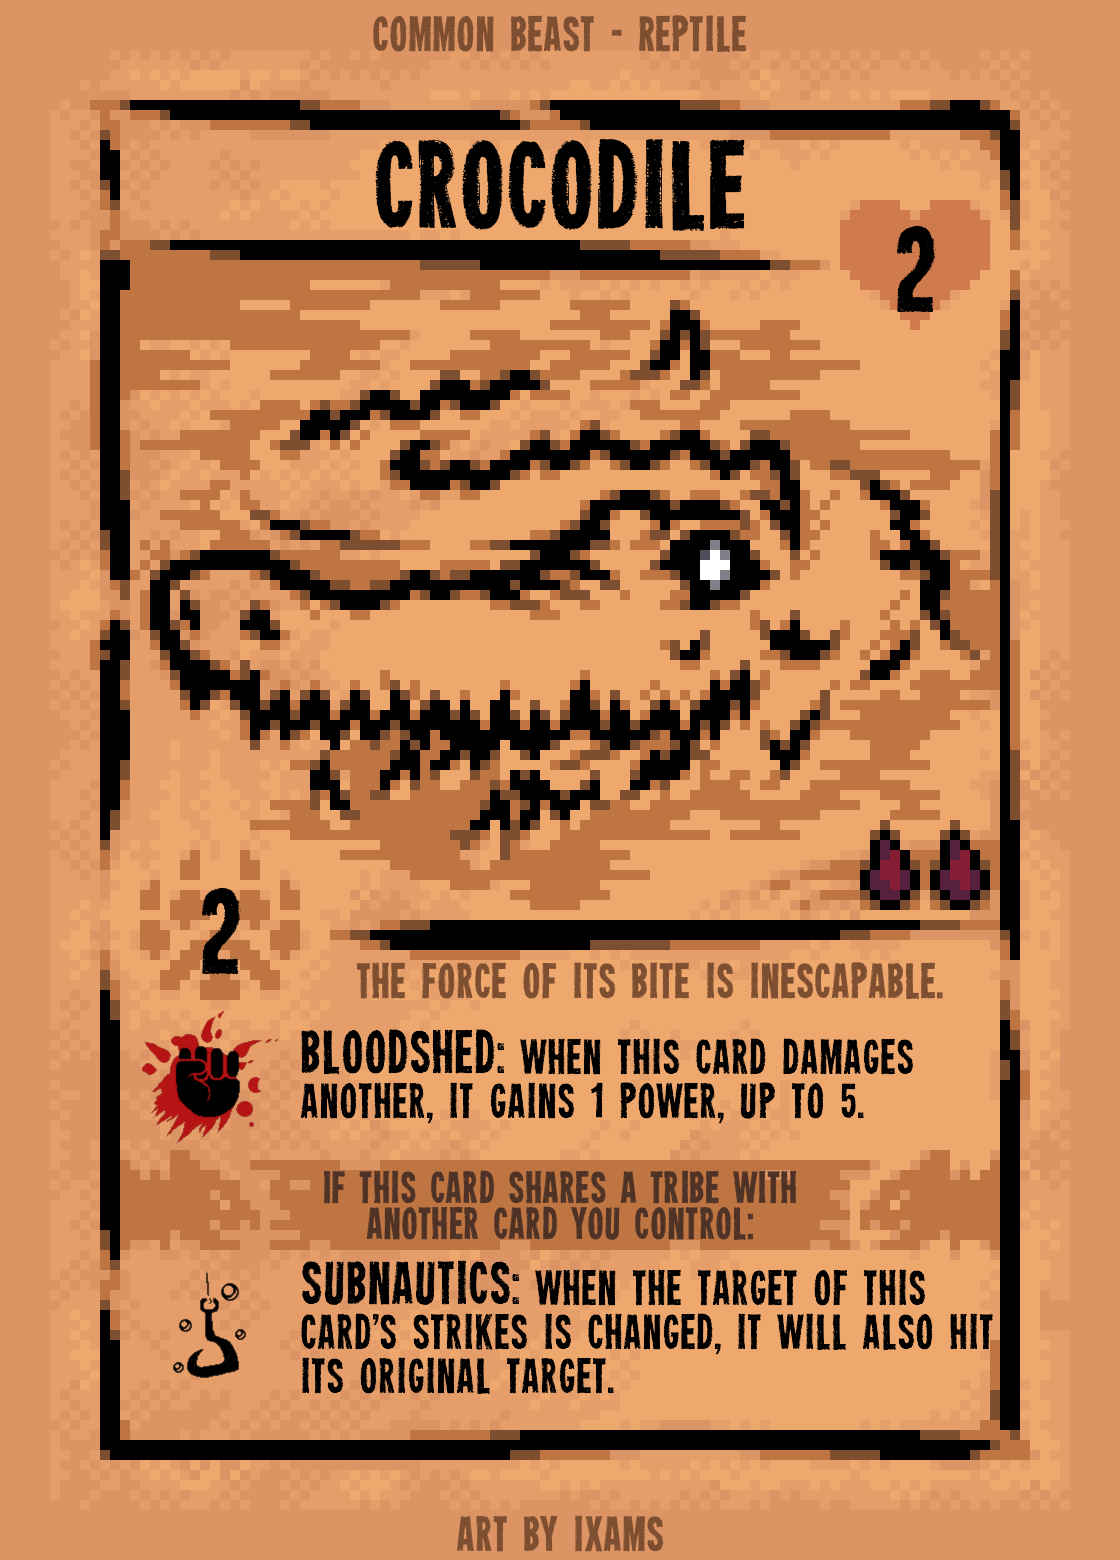 COMMON BEAST - REPTILE
CROCODILE
2
2
THE FORCE OF ITS BITE IS INESCAPABLE.
BLOODSHED: WHEN THIS CARD DAMAGES
ANOTHER, IT GAINS 1 POWER, UP TO 5.
IF THIS CARD SHARES A TRIBE WITH
ANOTHER CARD YOU CONTROL:
SUBNAUTICS: WHEN THE TARGET OF THIS
CARD'S STRIKES IS CHANGED, IT WILL ALSO HIT
ITS ORIGINAL TARGET.
ART BY IXAMS